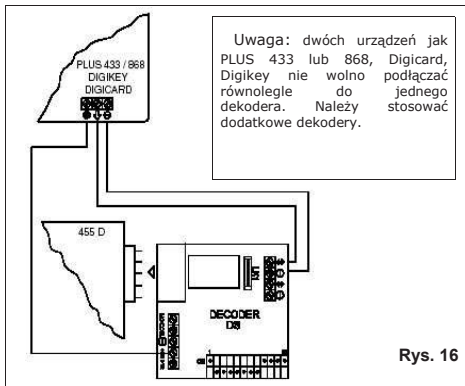 PLUS 433 / 868
DIGIKEY
DIGICARD
Uwaga: dwóch urządzeń jak
PLUS 433 lub 868, Digicard,
Digikey nie wolno podłączać
równolegle do jednego
dekodera. Należy stosować
dodatkowe dekodery.
455 D
DECODER
Rys. 16